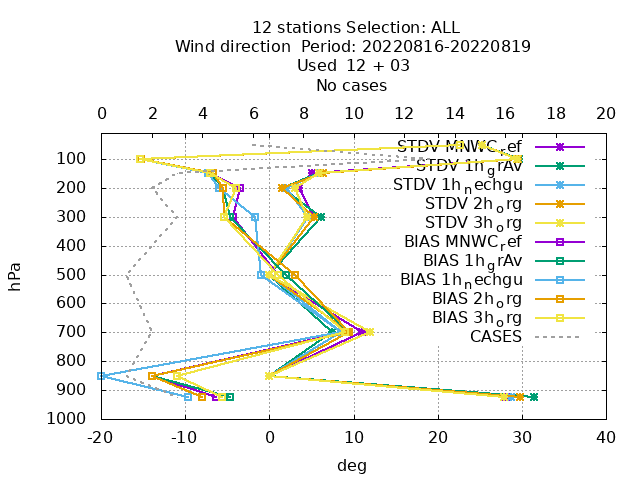 12 stations Selection: ALL
Wind direction  Period: 20220816-20220819
Used  12 + 03
No cases
0 2 4 6 8 10 12 14 16 18 20
STDV MNWC_ref
STDV 1h_grAv
STDV 1h_nechgu
STDV 2h_org
STDV 3h_org
BIAS MNWC_ref
BIAS 1h_grAv
BIAS 1h_nechgu
BIAS 2h_org
BIAS 3h_org
CASES
hPa
100
200
300
400
500
600
700
800
900
1000
-20 -10 0 10 20 30 40
deg